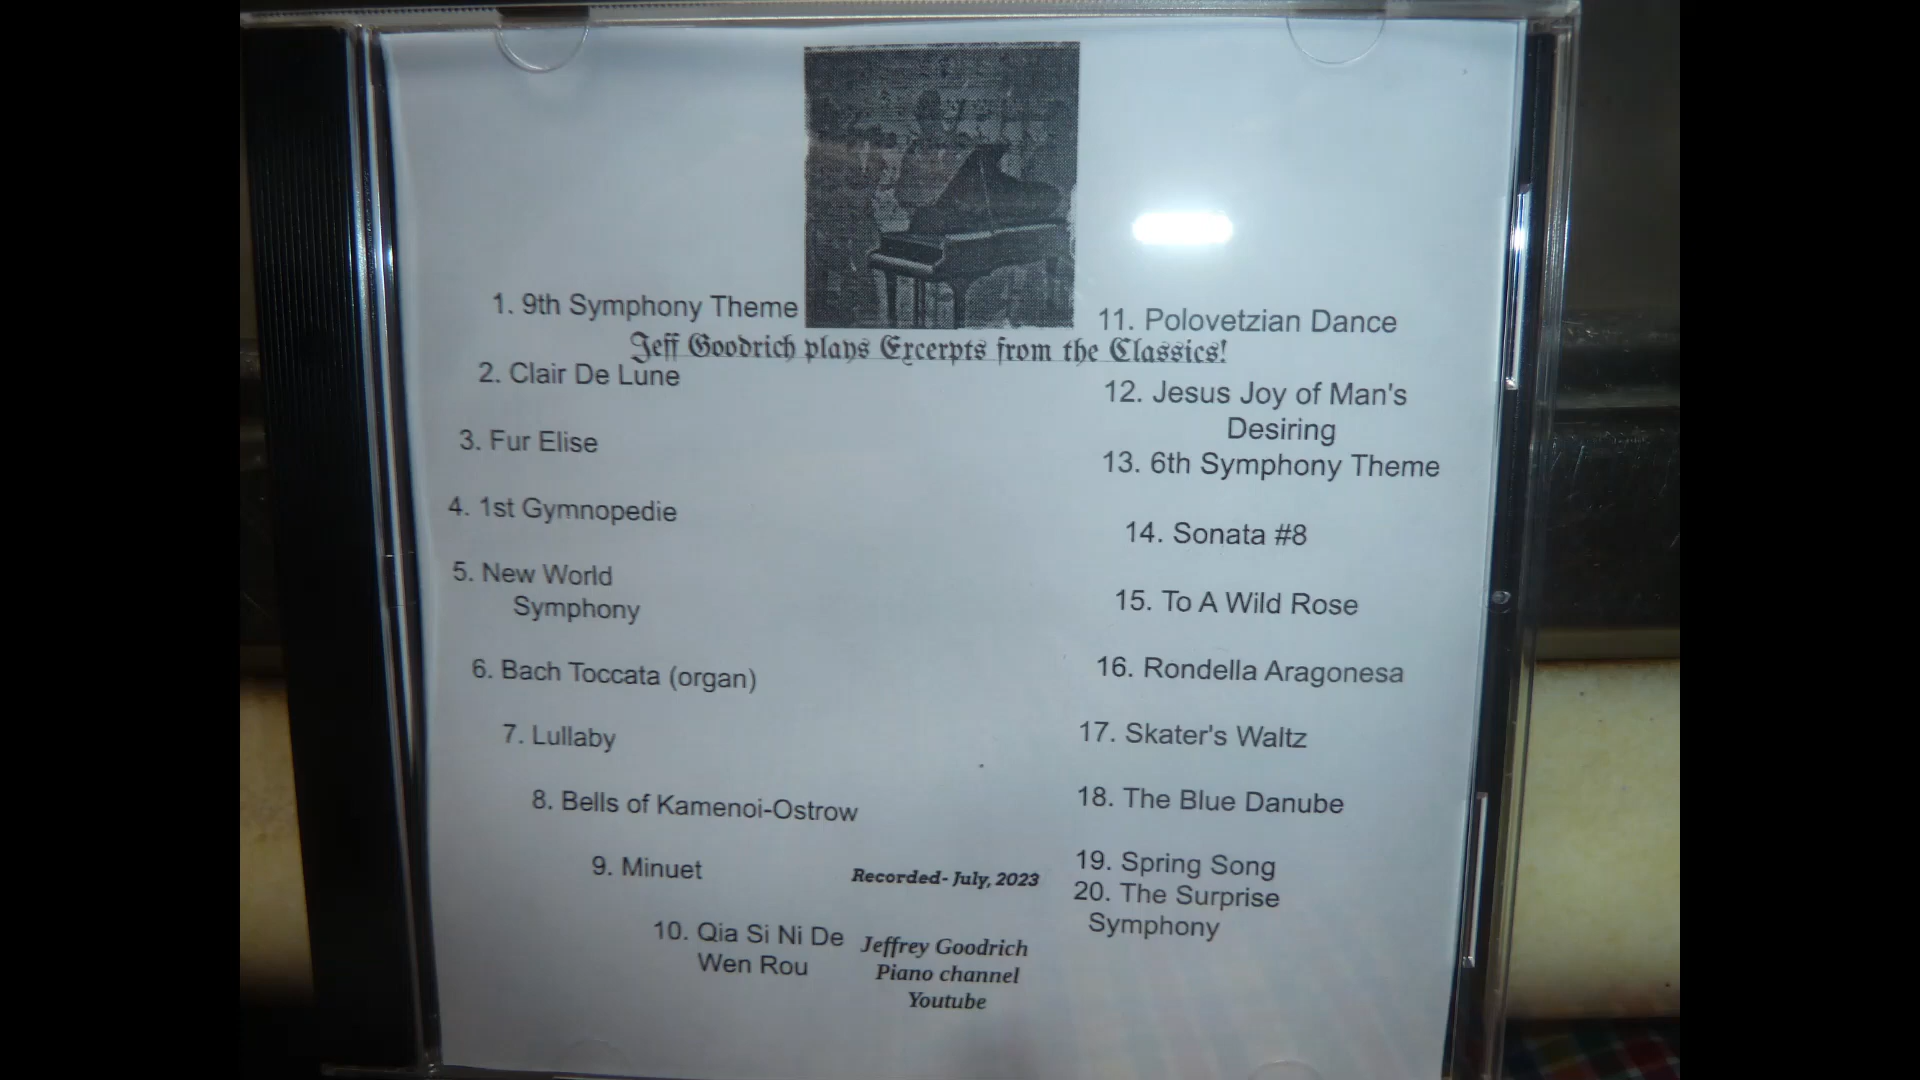 1. 9th Symphony Theme
Jeff Goodrich plays Excerpts from the Classics!
2. Clair De Lune
3. Fur Elise
4. 1st Gymnopedie
5. New World
Symphony
6. Bach Toccata (organ)
7. Lullaby
8. Bells of Kamenoi-Ostrow
9. Minuet
10. Qia Si Ni De
Wen Rou
Recorded- July, 2023
Jeffrey Goodrich
Piano channel
Youtube
11. Polovetzian Dance
12. Jesus Joy of Man's
Desiring
13. 6th Symphony Theme
14. Sonata #8
15. To A Wild Rose
16. Rondella Aragonesa
17. Skater's Waltz
18. The Blue Danube
19. Spring Song
20. The Surprise
Symphony